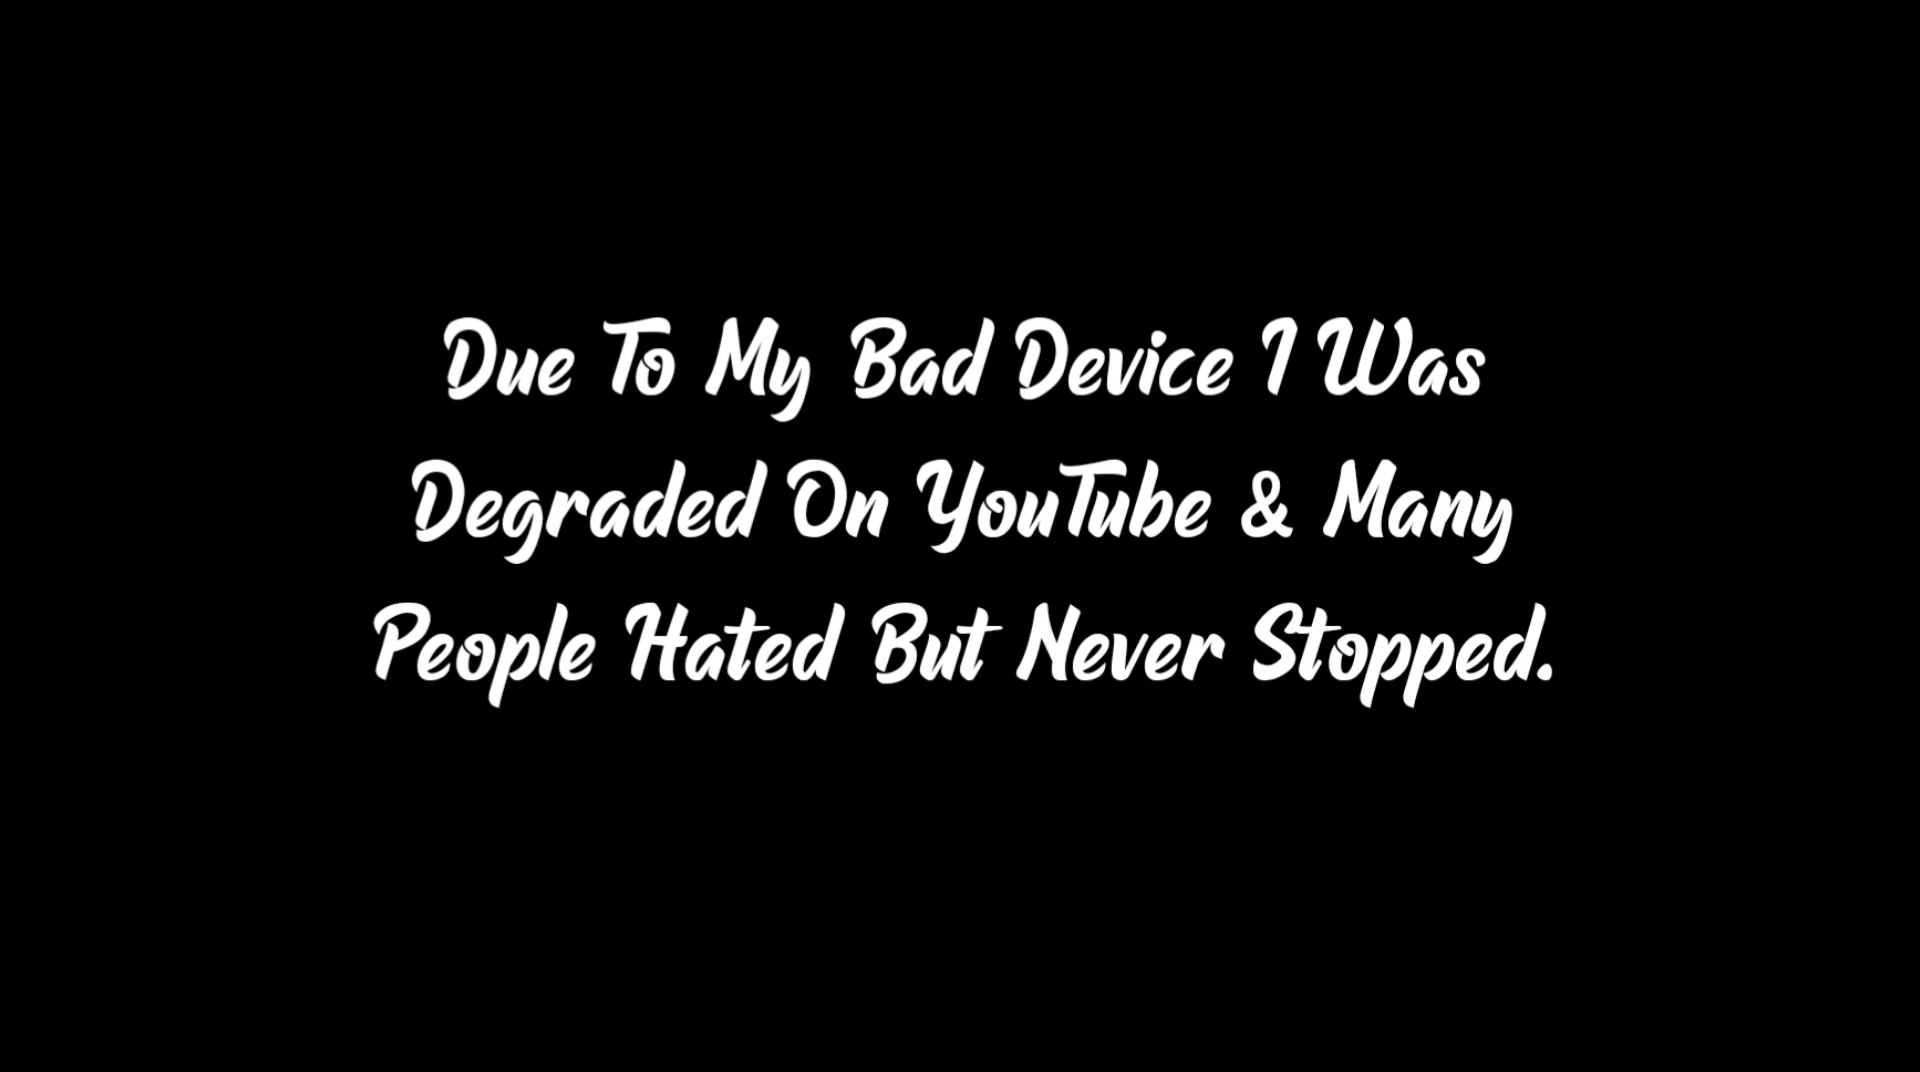 Due To My Bad Device I Was
Degraded On YouTube & Many
People Hated But Never Stopped.